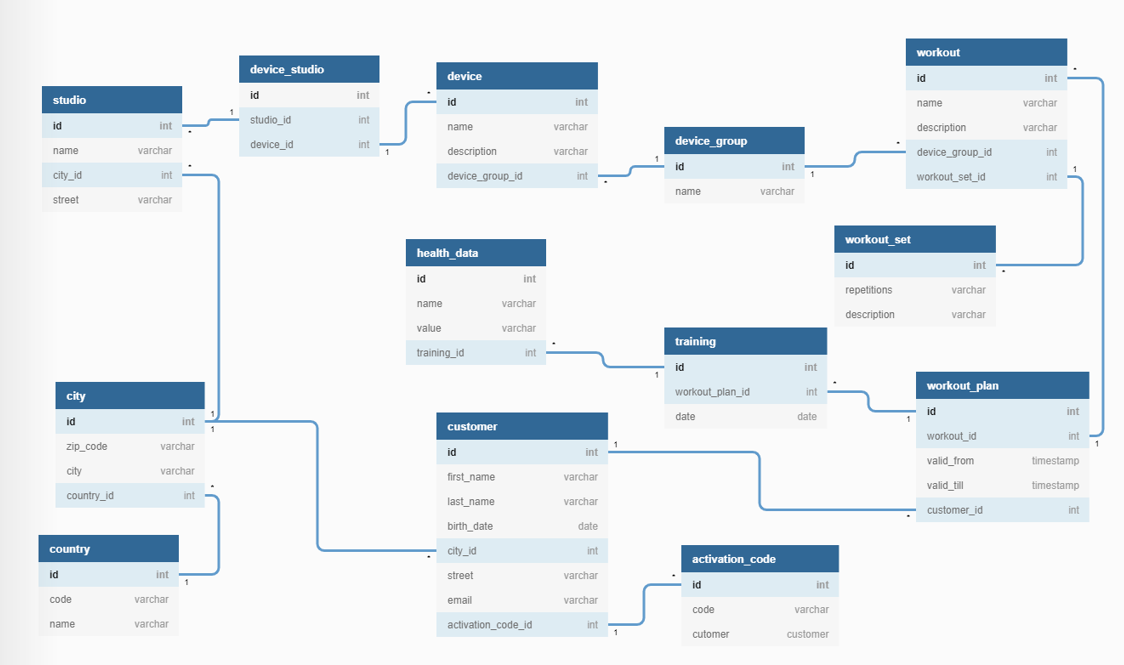 studio
id int
name varchar
city_id int
street varchar
device_studio
id int
studio_id int
device_id int
device
id int
name varchar
description varchar
device_group_id int
device_group
id int
name varchar
workout
id int
name varchar
description varchar
device_group_id int
workout_set_id int
workout_set
id int
repetitions varchar
description varchar
health_data
id int
name varchar
value varchar
training_id int
training
id int
workout_plan_id int
date date
workout_plan
id int
workout_id int
valid_from timestamp
valid_till timestamp
customer_id int
city
id int
zip_code varchar
city varchar
country_id int
customer
id int
first_name varchar
last_name varchar
birth_date date
city_id int
street varchar
email varchar
activation_code_id int
country
id int
code varchar
name varchar
activation_code
id int
code varchar
cutomer customer
1
1
1
1
1
1
1
1
1
1
1
1
1